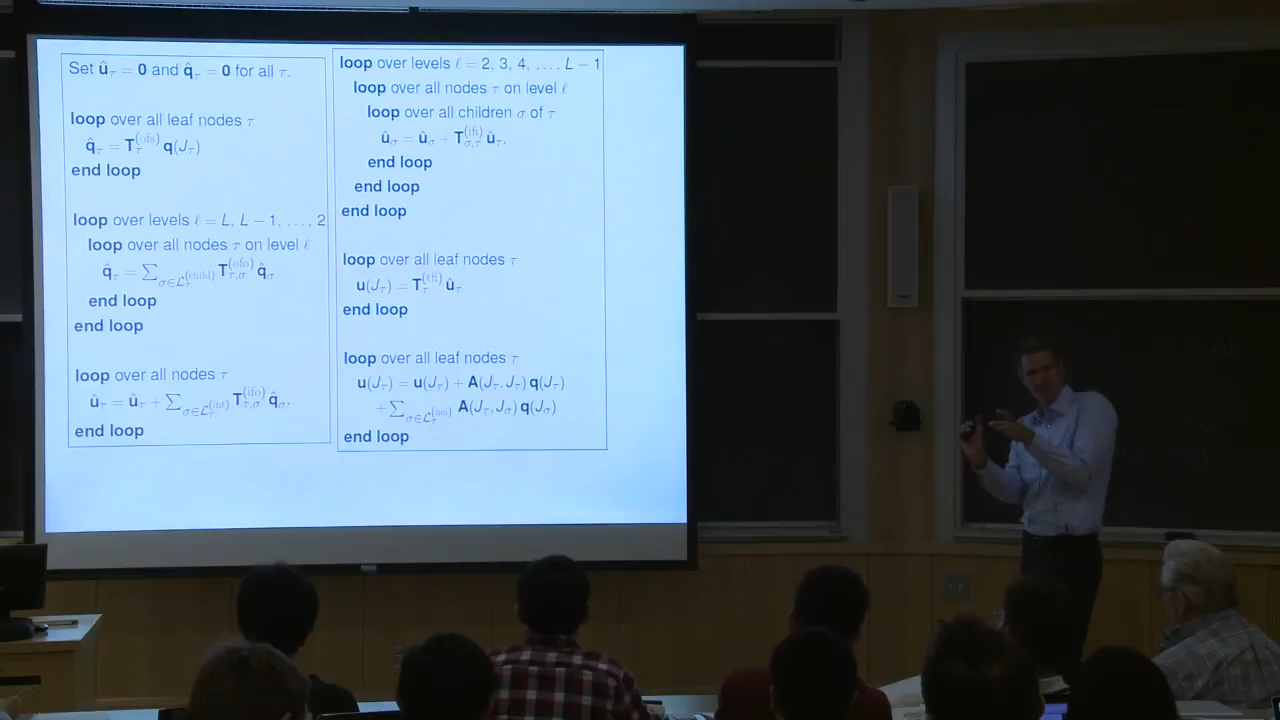 Set û_τ = 0 and q̂_τ = 0 for all τ.
loop over all leaf nodes τ
q̂_τ = T_τ^(ofs) q(J_τ)
end loop
loop over levels ℓ = L, L − 1, …, 2
loop over all nodes τ on level ℓ
q̂_τ = ∑_{σ∈𝓛_τ^(child)} T_{τ,σ}^(ofo) q̂_σ
end loop
end loop
loop over all nodes τ
û_τ = û_τ + ∑_{σ∈𝓛_τ^(int)} T_{τ,σ}^(ifo) q̂_σ.
end loop
loop over levels ℓ = 2, 3, 4, …, L − 1
loop over all nodes τ on level ℓ
loop over all children σ of τ
û_σ = û_σ + T_{σ,τ}^(ifi) û_τ.
end loop
end loop
end loop
loop over all leaf nodes τ
u(J_τ) = T_τ^(tfi) û_τ
end loop
loop over all leaf nodes τ
u(J_τ) = u(J_τ) + A(J_τ, J_τ) q(J_τ)
+ ∑_{σ∈𝓛_τ^(nei)} A(J_τ, J_σ) q(J_σ)
end loop